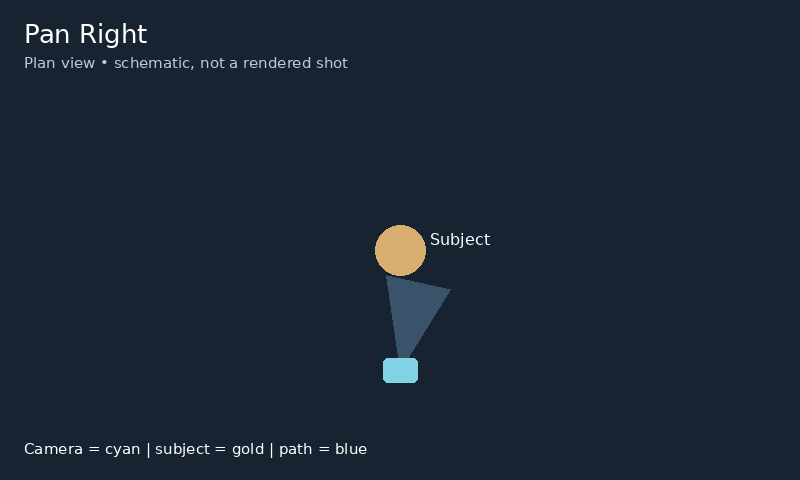 Pan Right
Plan view • schematic, not a rendered shot
Subject
Camera = cyan | subject = gold | path = blue